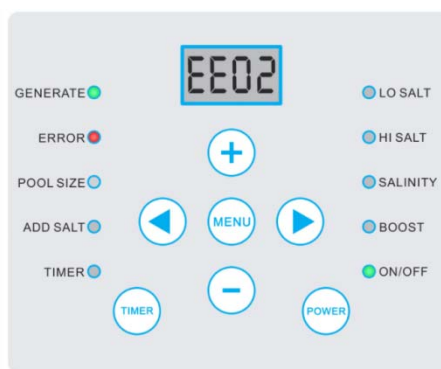 EE02
GENERATE
ERROR
POOL SIZE
ADD SALT
TIMER
LO SALT
HI SALT
SALINITY
BOOST
ON/OFF
+
MENU
−
TIMER
POWER